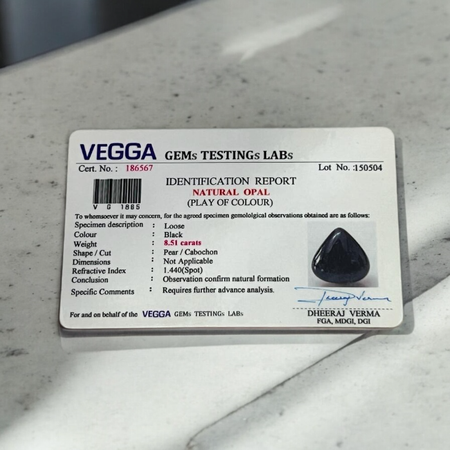 VEGGA GEMs TESTINGs LABs
Cert. No. : 186567 Lot No. :150504
IDENTIFICATION REPORT
NATURAL OPAL
(PLAY OF COLOUR)
V G 1865
To whomsoever it may concern, for the agreed specimen gemololgical observations obtained are as follows:
Specimen description : Loose
Colour : Black
Weight : 8.51 carats
Shape / Cut : Pear / Cabochon
Dimensions : Not Applicable
Refractive Index : 1.440(Spot)
Conclusion : Observation confirm natural formation
Specific Comments : Requires further advance analysis.
For and on behalf of the VEGGA GEMs TESTINGs LABs
DHEERAJ VERMA
FGA, MDGI, DGI